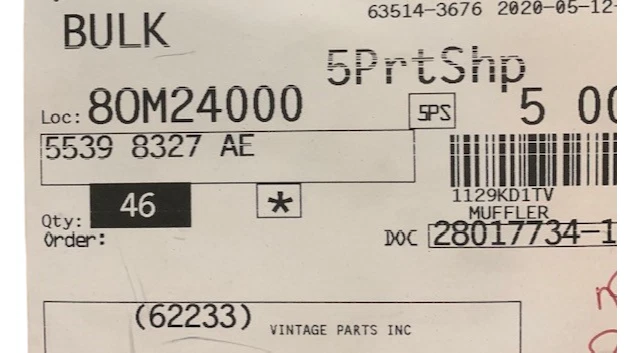 63514-3676 2020-05-12-
BULK
5PrtShp
Loc: 80M24000 5PS 5 00
5539 8327 AE
1129KD1TV
MUFFLER
Qty: 46 *
Order:
DOC 28017734-1
(62233) VINTAGE PARTS INC